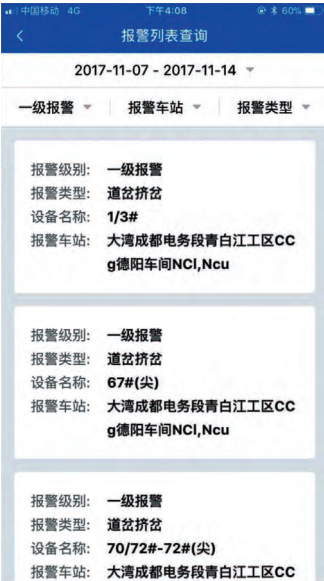 中国移动 4G 下午4:08 60%
报警列表查询
2017-11-07 - 2017-11-14
一级报警 报警车站 报警类型
报警级别: 一级报警
报警类型: 道岔挤岔
设备名称: 1/3#
报警车站: 大湾成都电务段青白江工区CC
g德阳车间NCI,Ncu
报警级别: 一级报警
报警类型: 道岔挤岔
设备名称: 67#(尖)
报警车站: 大湾成都电务段青白江工区CC
g德阳车间NCI,Ncu
报警级别: 一级报警
报警类型: 道岔挤岔
设备名称: 70/72#-72#(尖)
报警车站: 大湾成都电务段青白江工区CC